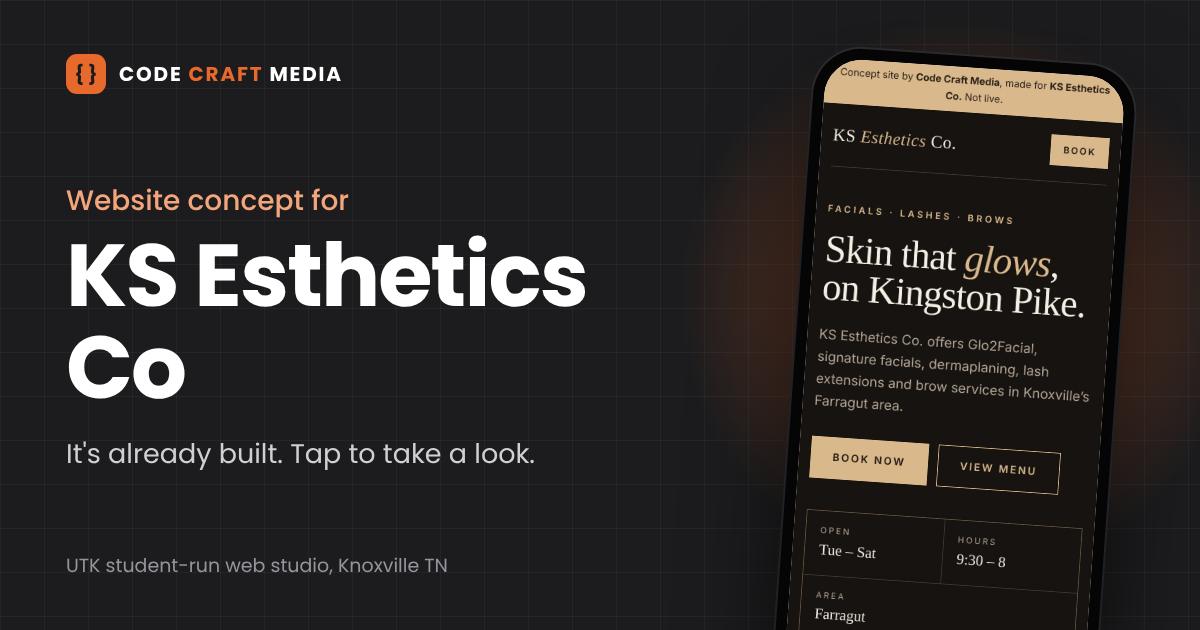 { } CODE CRAFT MEDIA
Website concept for
KS Esthetics
Co
It's already built. Tap to take a look.
UTK student-run web studio, Knoxville TN
Concept site by Code Craft Media, made for KS Esthetics
Co. Not live.
KS Esthetics Co.
BOOK
FACIALS · LASHES · BROWS
Skin that glows,
on Kingston Pike.
KS Esthetics Co. offers Glo2Facial,
signature facials, dermaplaning, lash
extensions and brow services in Knoxville's
Farragut area.
BOOK NOW
VIEW MENU
OPEN
Tue – Sat
HOURS
9:30 – 8
AREA
Farragut